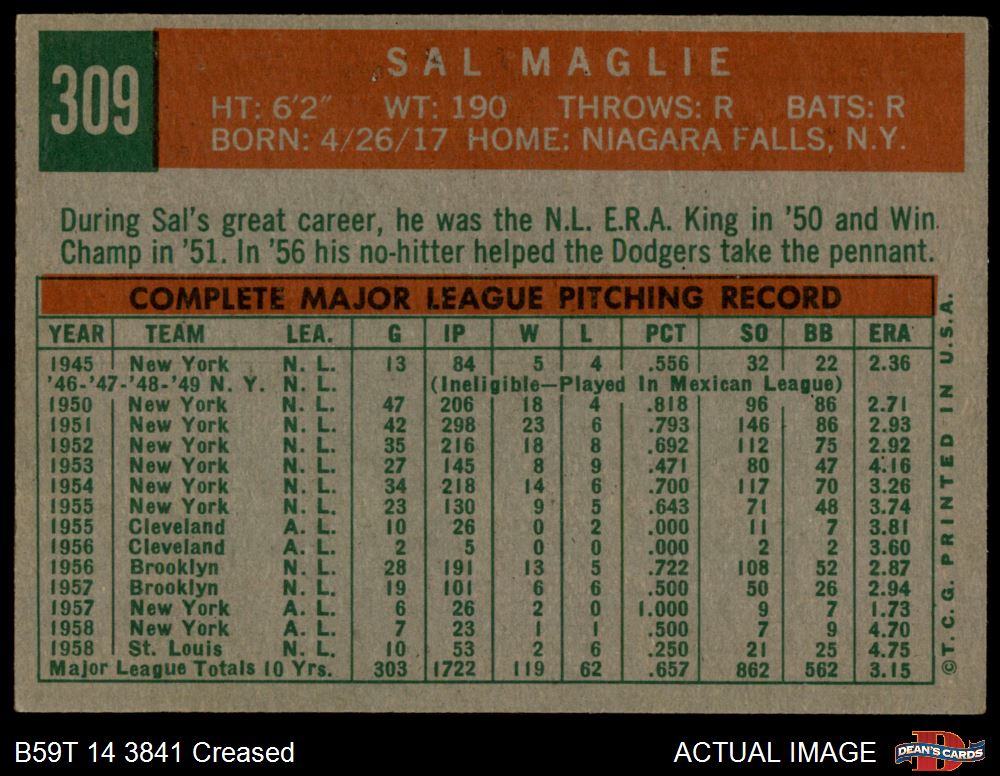 309
SAL MAGLIE
HT: 6'2" WT: 190 THROWS: R BATS: R
BORN: 4/26/17 HOME: NIAGARA FALLS, N.Y.
During Sal's great career, he was the N.L. E.R.A. King in '50 and Win
Champ in '51. In '56 his no-hitter helped the Dodgers take the pennant.
COMPLETE MAJOR LEAGUE PITCHING RECORD
YEAR TEAM LEA. G IP W L PCT SO BB ERA
1945 New York N. L. 13 84 5 4 .556 32 22 2.36
'46-'47-'48-'49 N. Y. N. L. (Ineligible—Played In Mexican League)
1950 New York N. L. 47 206 18 4 .818 96 86 2.71
1951 New York N. L. 42 298 23 6 .793 146 86 2.93
1952 New York N. L. 35 216 18 8 .692 112 75 2.92
1953 New York N. L. 27 145 8 9 .471 80 47 4.16
1954 New York N. L. 34 218 14 6 .700 117 70 3.26
1955 New York N. L. 23 130 9 5 .643 71 48 3.74
1955 Cleveland A. L. 10 26 0 2 .000 11 7 3.81
1956 Cleveland A. L. 2 5 0 0 .000 2 2 3.60
1956 Brooklyn N. L. 28 191 13 5 .722 108 52 2.87
1957 Brooklyn N. L. 19 101 6 6 .500 50 26 2.94
1957 New York A. L. 6 26 2 0 1.000 9 7 1.73
1958 New York A. L. 7 23 1 1 .500 7 9 4.70
1958 St. Louis N. L. 10 53 2 6 .250 21 25 4.75
Major League Totals 10 Yrs. 303 1722 119 62 .657 862 562 3.15
©T.C.G. PRINTED IN U.S.A.
B59T 14 3841 Creased
ACTUAL IMAGE
DEAN'S CARDS